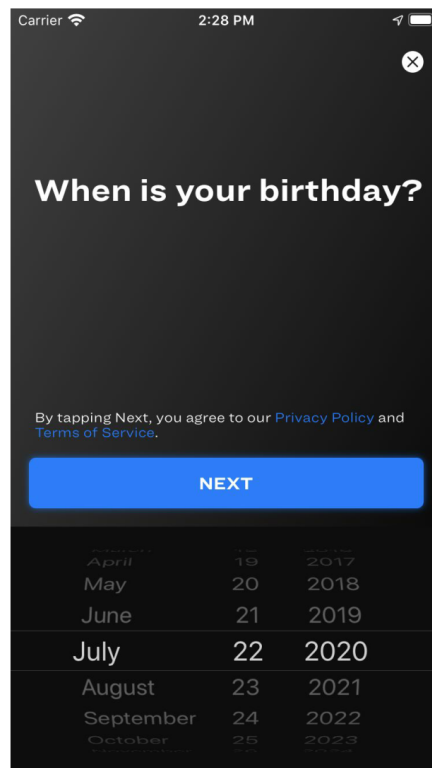 Carrier 2:28 PM
When is your birthday?
By tapping Next, you agree to our Privacy Policy and
Terms of Service.
NEXT
April 19 2017
May 20 2018
June 21 2019
July 22 2020
August 23 2021
September 24 2022
October 25 2023